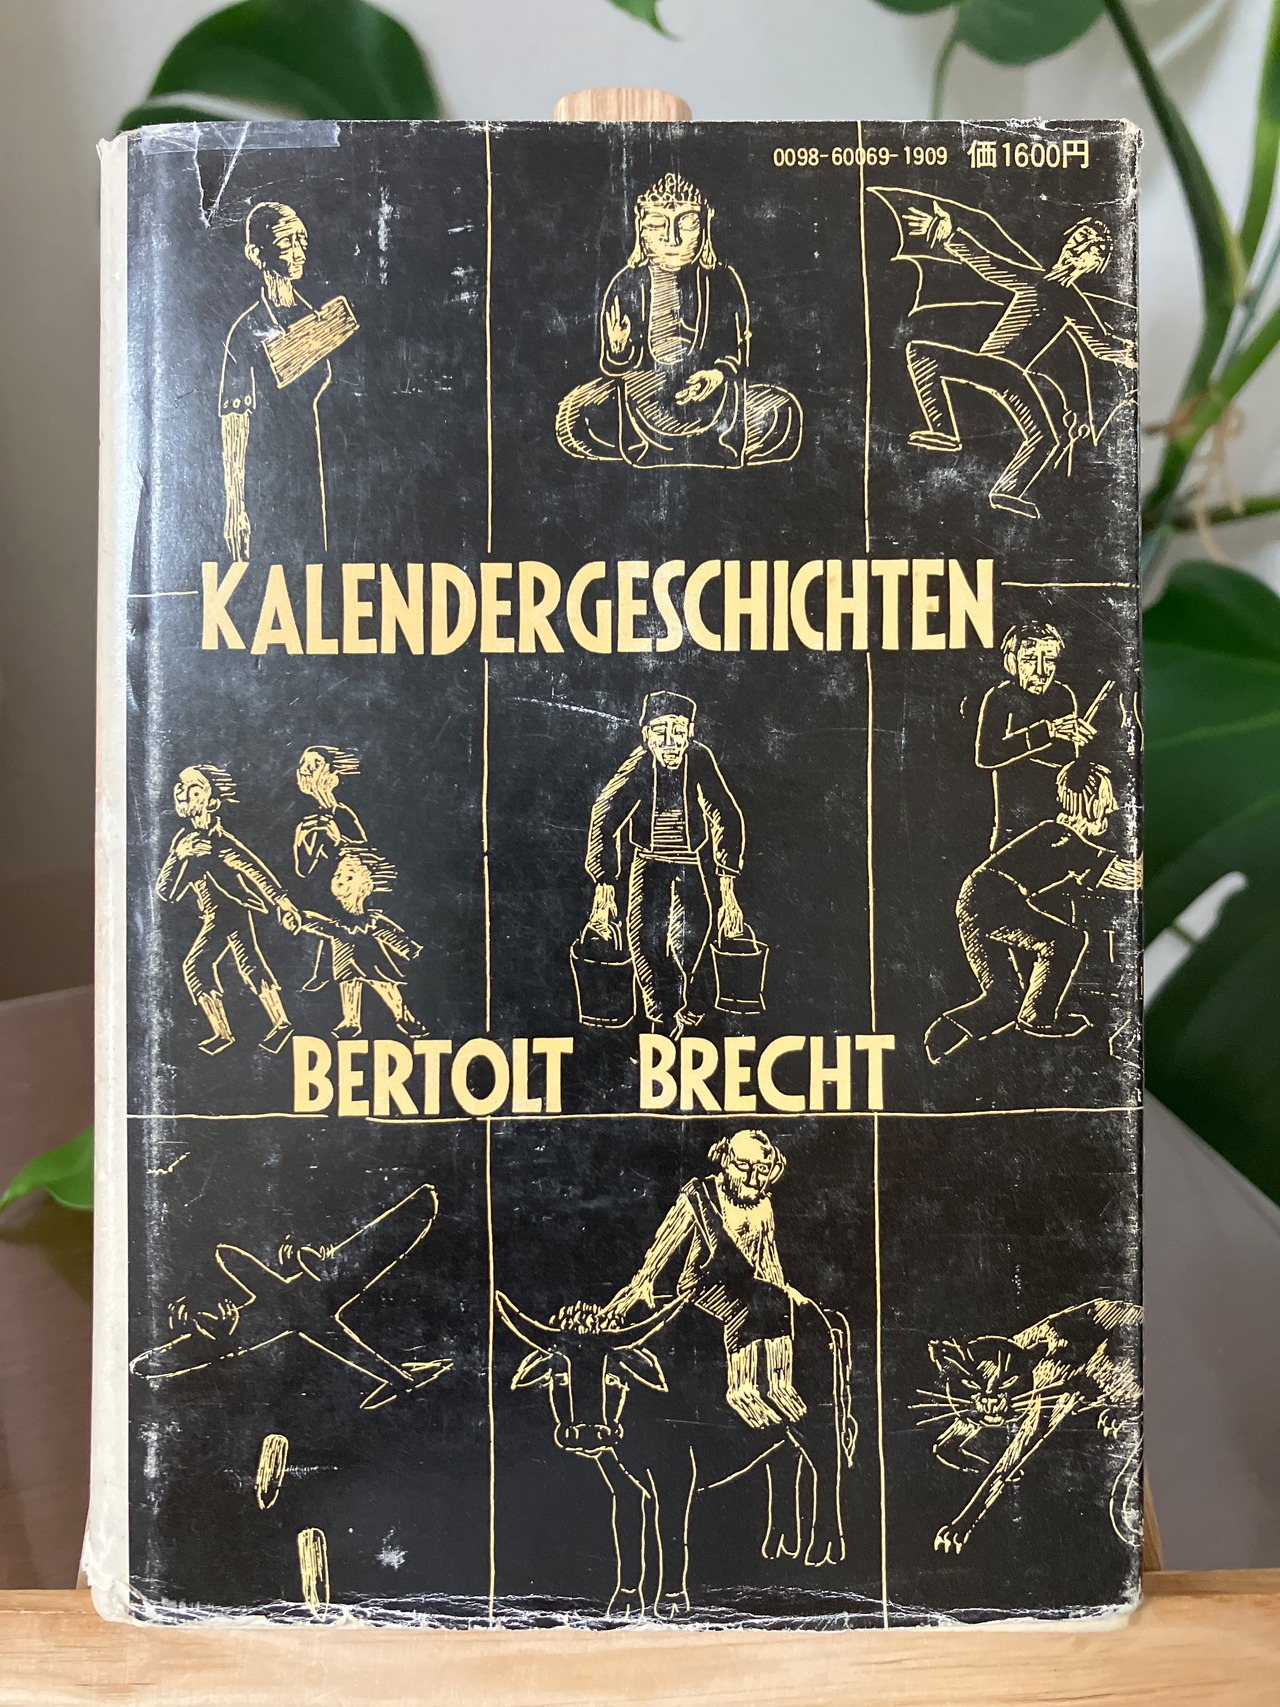 0098-60069-1909 価1600円
KALENDERGESCHICHTEN
BERTOLT BRECHT